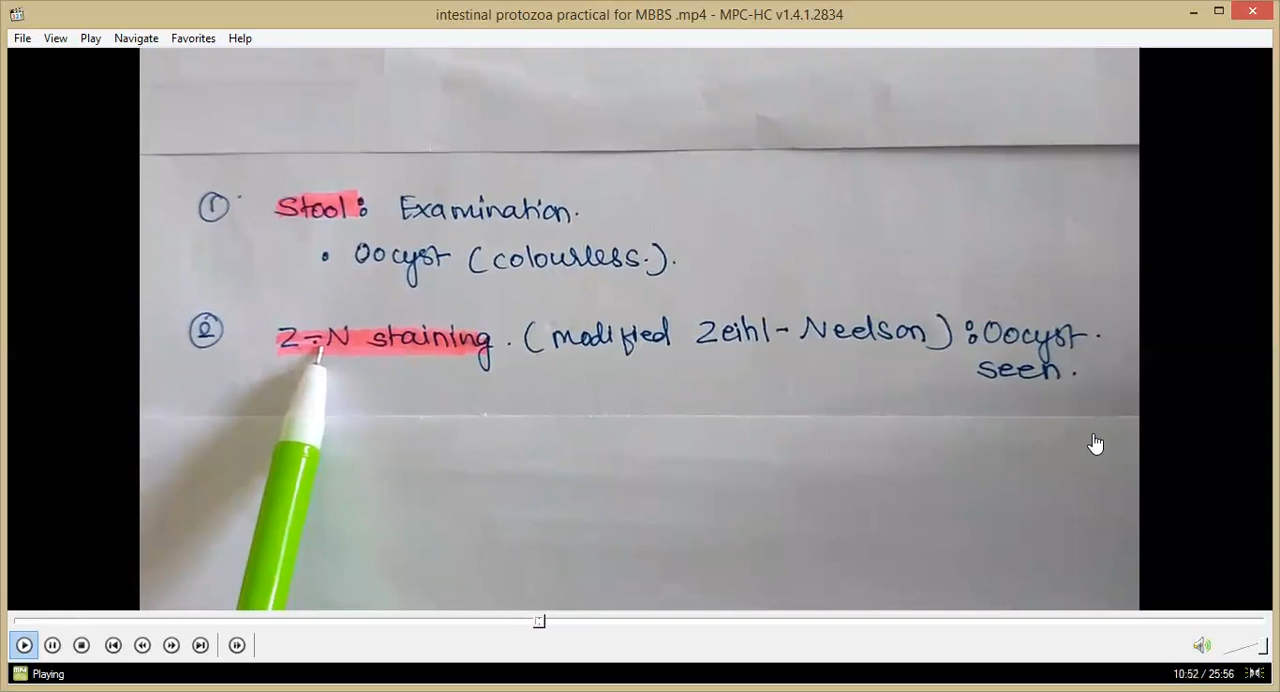 intestinal protozoa practical for MBBS .mp4 - MPC-HC v1.4.1.2834
File View Play Navigate Favorites Help
① Stool: Examination.
• Oocyst (colourless.).
② Z-N staining. (modified Zeihl-Neelson) : Oocyst.
seen.
Playing
10:52 / 25:56